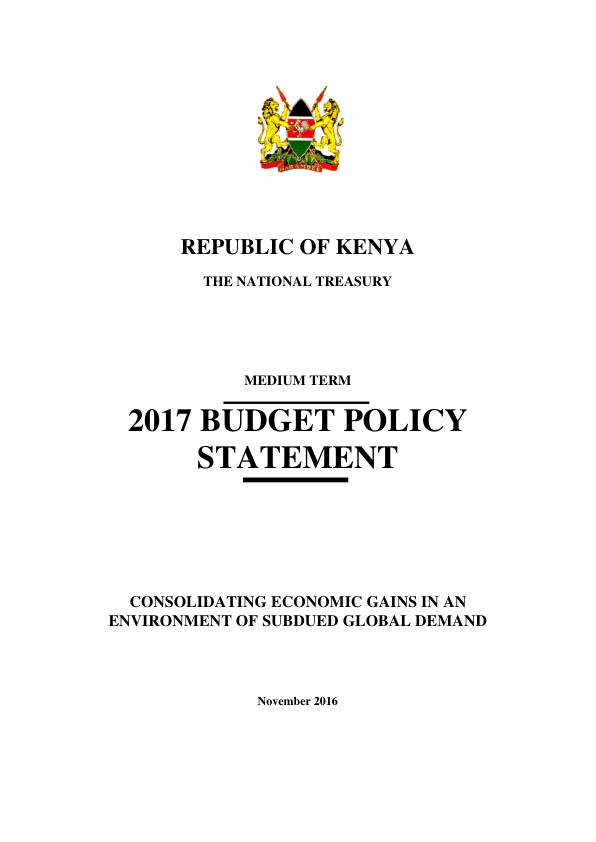 HARAMBEE
REPUBLIC OF KENYA
THE NATIONAL TREASURY
MEDIUM TERM
2017 BUDGET POLICY
STATEMENT
CONSOLIDATING ECONOMIC GAINS IN AN
ENVIRONMENT OF SUBDUED GLOBAL DEMAND
November 2016